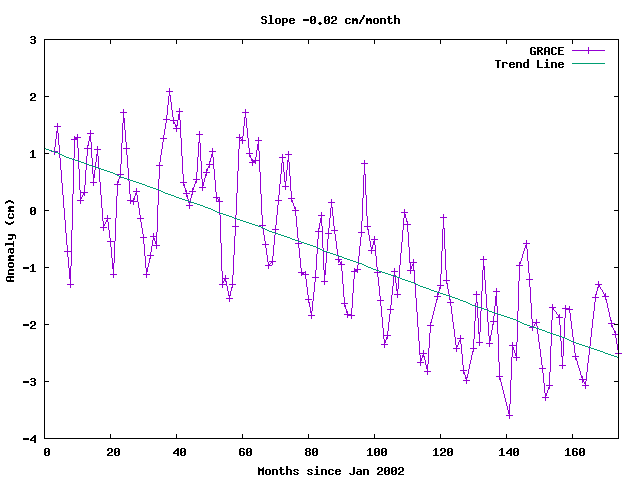 Slope -0.02 cm/month
GRACE
Trend Line
3
2
1
0
-1
-2
-3
-4
Anomaly (cm)
0 20 40 60 80 100 120 140 160
Months since Jan 2002